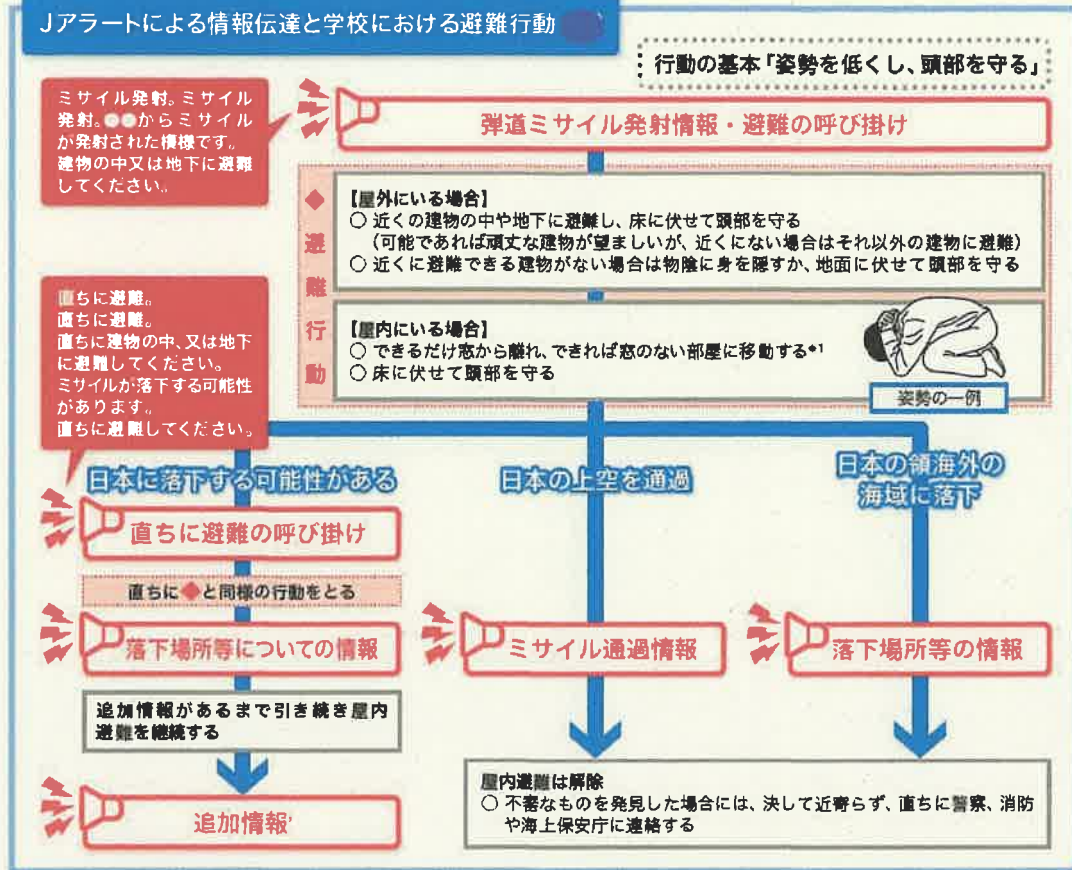 Jアラートによる情報伝達と学校における避難行動
行動の基本「姿勢を低くし、頭部を守る」
ミサイル発射。ミサイル
発射。●●からミサイル
が発射された模様です。
建物の中又は地下に避難
してください。
弾道ミサイル発射情報・避難の呼び掛け
◆避難行動
【屋外にいる場合】
○ 近くの建物の中や地下に避難し、床に伏せて頭部を守る
(可能であれば頑丈な建物が望ましいが、近くにない場合はそれ以外の建物に避難)
○ 近くに避難できる建物がない場合は物陰に身を隠すか、地面に伏せて頭部を守る
【屋内にいる場合】
○ できるだけ窓から離れ、できれば窓のない部屋に移動する*1
○ 床に伏せて頭部を守る
姿勢の一例
直ちに避難。
直ちに避難。
直ちに建物の中、又は地下
に避難してください。
ミサイルが落下する可能性
があります。
直ちに避難してください。
日本に落下する可能性がある
直ちに避難の呼び掛け
直ちに◆と同様の行動をとる
落下場所等についての情報
追加情報があるまで引き続き屋内
避難を継続する
追加情報'
日本の上空を通過
ミサイル通過情報
日本の領海外の
海域に落下
落下場所等の情報
屋内避難は解除
○ 不審なものを発見した場合には、決して近寄らず、直ちに警察、消防
や海上保安庁に連絡する